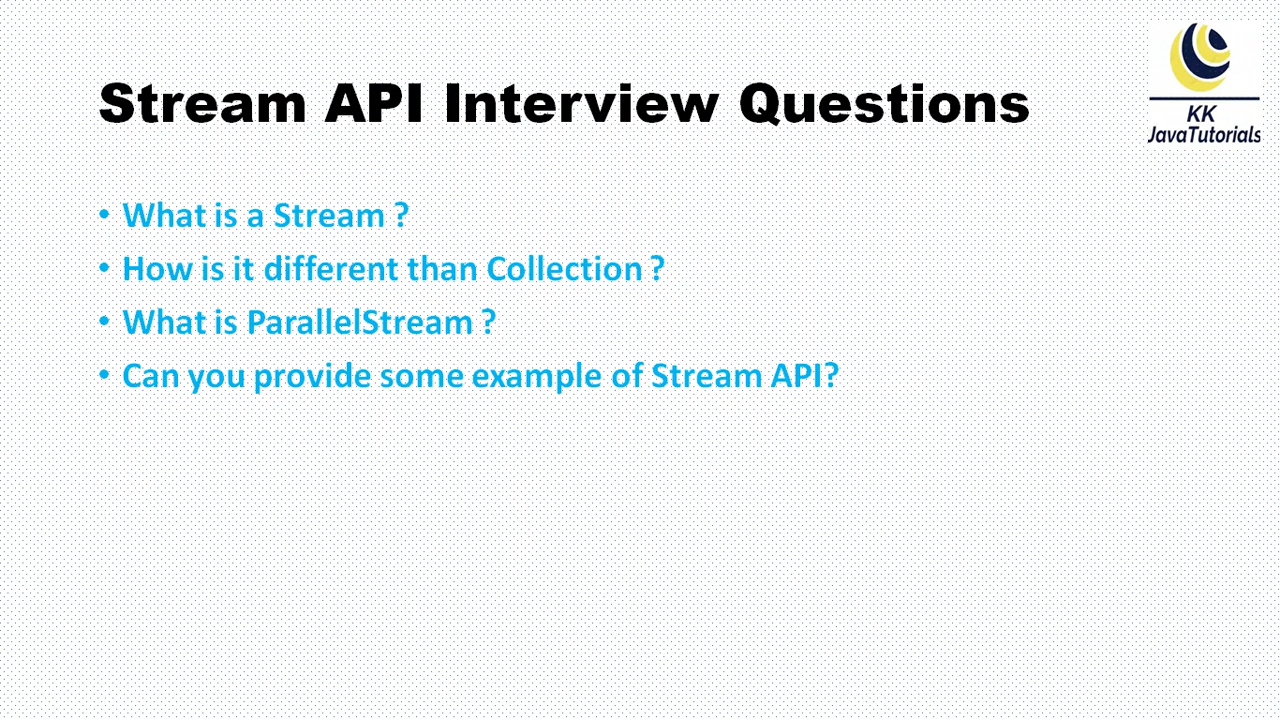 Stream API Interview Questions
KK
JavaTutorials
• What is a Stream ?
• How is it different than Collection ?
• What is ParallelStream ?
• Can you provide some example of Stream API?